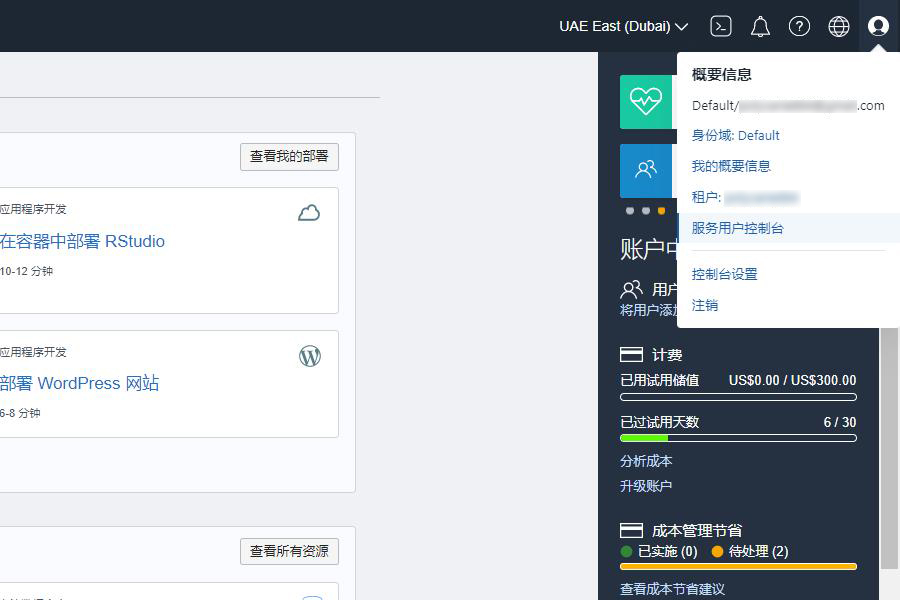 UAE East (Dubai)
查看我的部署
应用程序开发
在容器中部署 RStudio
10-12 分钟
应用程序开发
部署 WordPress 网站
6-8 分钟
查看所有资源
概要信息
Default/ .com
身份域: Default
我的概要信息
租户:
服务用户控制台
控制台设置
注销
账户中
用户
将用户添加
计费
已用试用储值 US$0.00 / US$300.00
已过试用天数 6 / 30
分析成本
升级账户
成本管理节省
已实施 (0) 待处理 (2)
查看成本节省建议